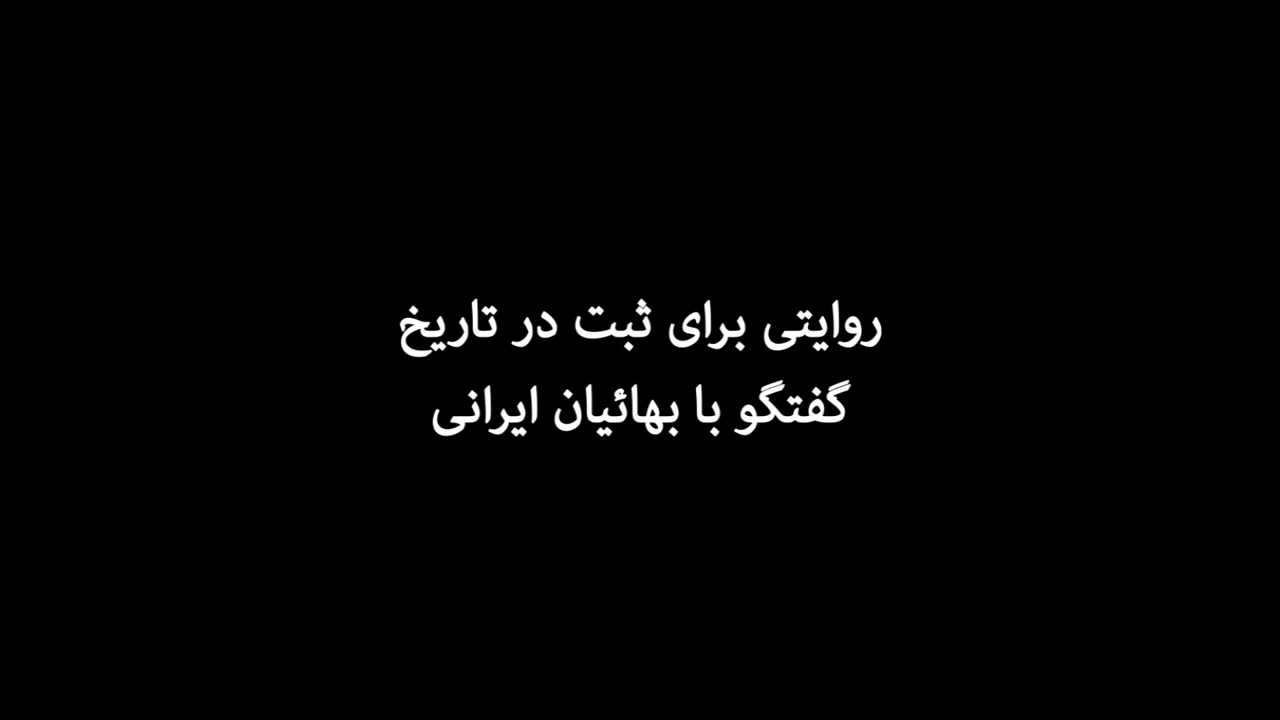 روایتی برای ثبت در تاریخ
گفتگو با بهائیان ایرانی